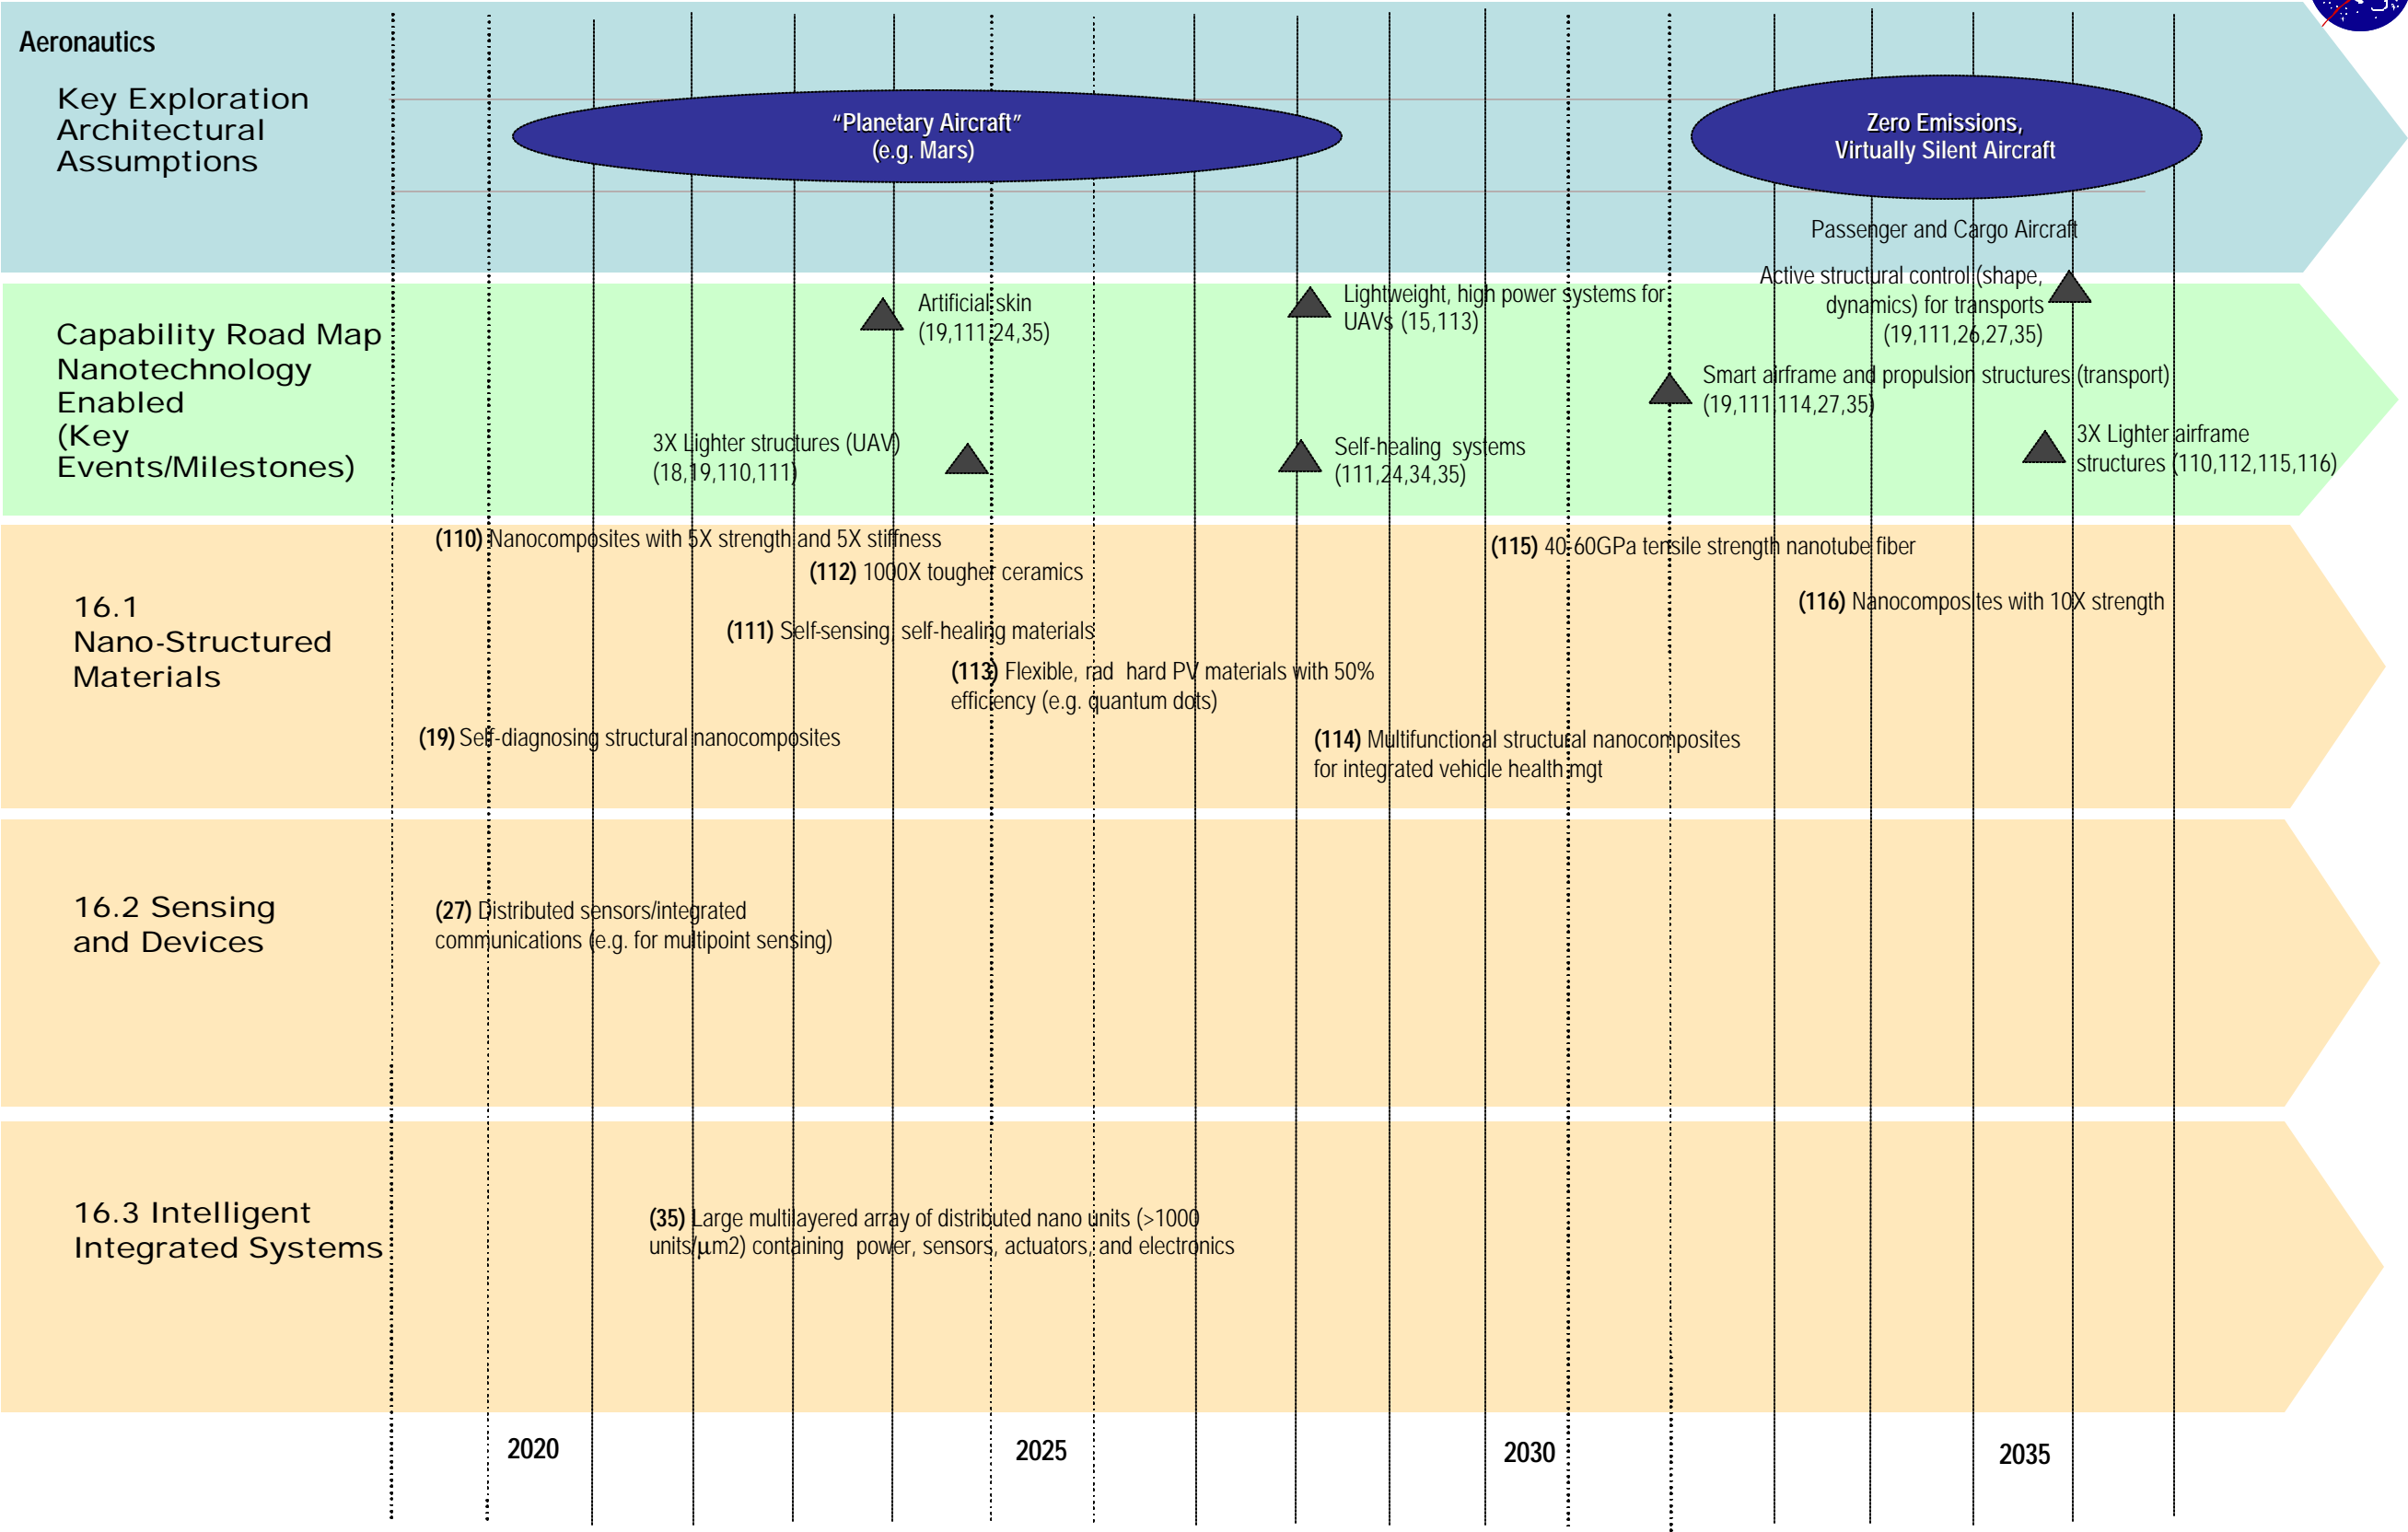 Aeronautics
Key Exploration
Architectural
Assumptions
“Planetary Aircraft”
(e.g. Mars)
Zero Emissions,
Virtually Silent Aircraft
Passenger and Cargo Aircraft
Capability Road Map
Nanotechnology
Enabled
(Key
Events/Milestones)
Artificial skin
(19,111,24,35)
Lightweight, high power systems for
UAVs (15,113)
Active structural control (shape,
dynamics) for transports
(19,111,26,27,35)
Smart airframe and propulsion structures (transport)
(19,111,114,27,35)
3X Lighter structures (UAV)
(18,19,110,111)
Self-healing systems
(111,24,34,35)
3X Lighter airframe
structures (110,112,115,116)
16.1
Nano-Structured
Materials
(110) Nanocomposites with 5X strength and 5X stiffness
(112) 1000X tougher ceramics
(111) Self-sensing, self-healing materials
(113) Flexible, rad hard PV materials with 50%
efficiency (e.g. quantum dots)
(19) Self-diagnosing structural nanocomposites
(115) 40-60GPa tensile strength nanotube fiber
(116) Nanocomposites with 10X strength
(114) Multifunctional structural nanocomposites
for integrated vehicle health mgt
16.2 Sensing
and Devices
(27) Distributed sensors/integrated
communications (e.g. for multipoint sensing)
16.3 Intelligent
Integrated Systems
(35) Large multilayered array of distributed nano units (>1000
units/μm2) containing power, sensors, actuators, and electronics
2020
2025
2030
2035